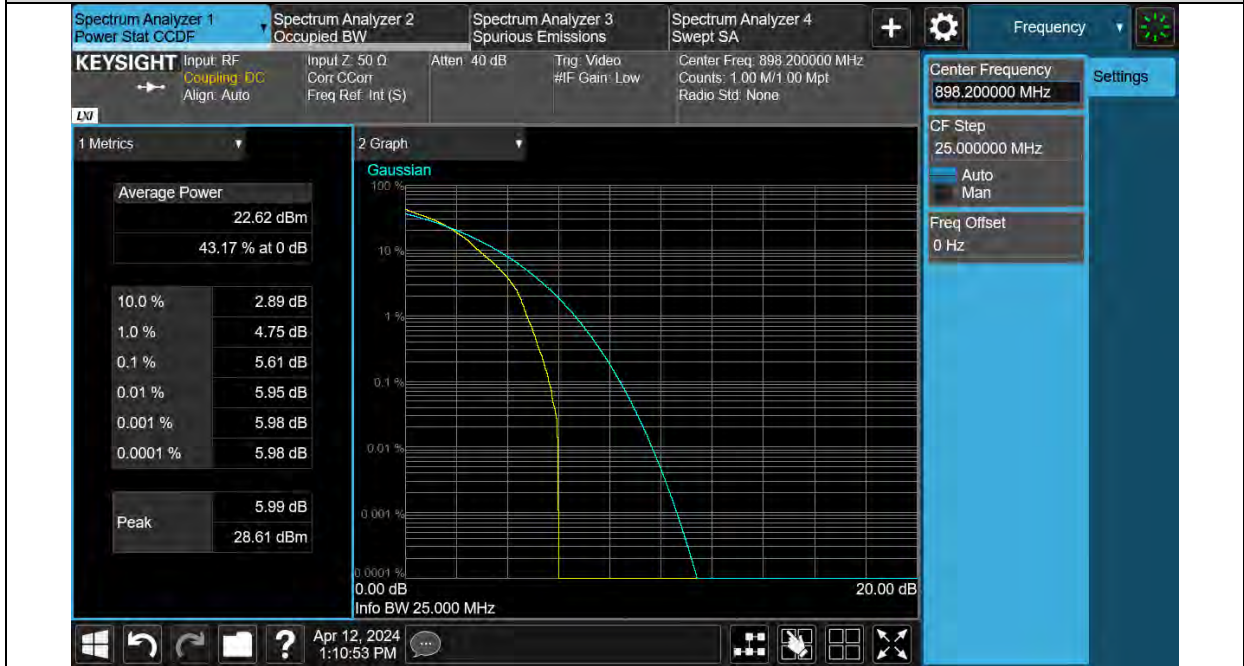 Spectrum Analyzer 1
Power Stat CCDF
Spectrum Analyzer 2
Occupied BW
Spectrum Analyzer 3
Spurious Emissions
Spectrum Analyzer 4
Swept SA
+
Frequency
KEYSIGHT
Input: RF
Coupling: DC
Align: Auto
Input Z: 50 Ω
Corr CCorr
Freq Ref: Int (S)
Atten: 40 dB
Trig: Video
#IF Gain: Low
Center Freq: 898.200000 MHz
Counts: 1.00 M/1.00 Mpt
Radio Std: None
LXI
Center Frequency
898.200000 MHz
Settings
CF Step
25.000000 MHz
Auto
Man
Freq Offset
0 Hz
1 Metrics
Average Power
22.62 dBm
43.17 % at 0 dB
10.0 % 2.89 dB
1.0 % 4.75 dB
0.1 % 5.61 dB
0.01 % 5.95 dB
0.001 % 5.98 dB
0.0001 % 5.98 dB
Peak
5.99 dB
28.61 dBm
2 Graph
Gaussian
100 %
10 %
1 %
0.1 %
0.01 %
0.001 %
0.0001 %
0.00 dB
20.00 dB
Info BW 25.000 MHz
?
Apr 12, 2024
1:10:53 PM